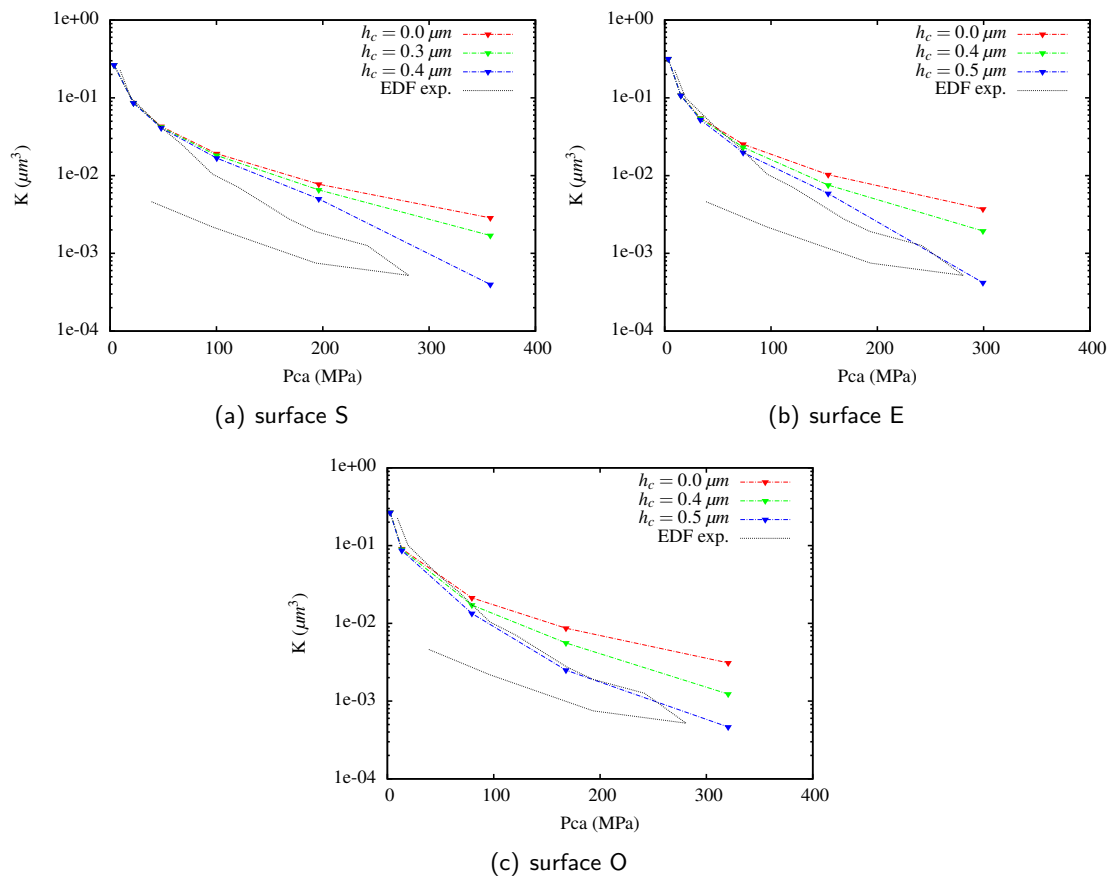 1e+00
1e-01
1e-02
1e-03
1e-04
K (μm³)
0 100 200 300 400
Pca (MPa)
h_c = 0.0 μm
h_c = 0.3 μm
h_c = 0.4 μm
EDF exp.
(a) surface S
1e+00
1e-01
1e-02
1e-03
1e-04
K (μm³)
0 100 200 300 400
Pca (MPa)
h_c = 0.0 μm
h_c = 0.4 μm
h_c = 0.5 μm
EDF exp.
(b) surface E
1e+00
1e-01
1e-02
1e-03
1e-04
K (μm³)
0 100 200 300 400
Pca (MPa)
h_c = 0.0 μm
h_c = 0.4 μm
h_c = 0.5 μm
EDF exp.
(c) surface O